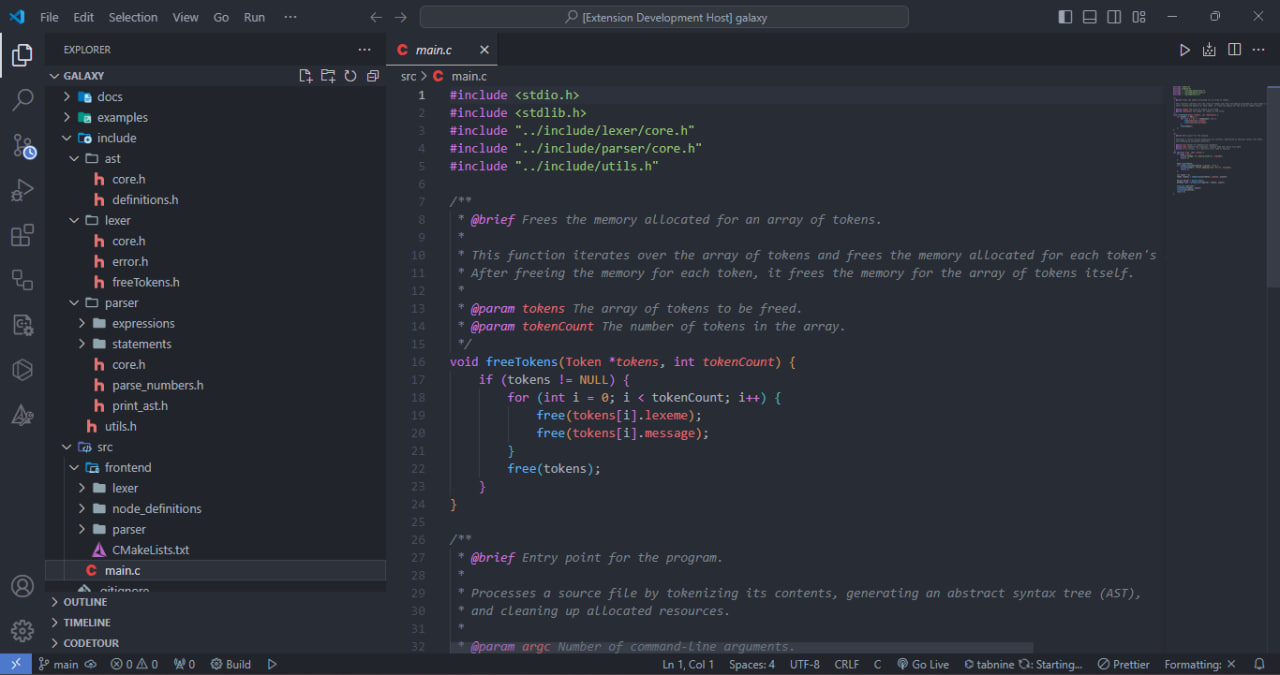 File Edit Selection View Go Run ···
[Extension Development Host] galaxy
EXPLORER
main.c
GALAXY
src > main.c
docs
examples
include
ast
core.h
definitions.h
lexer
core.h
error.h
freeTokens.h
parser
expressions
statements
core.h
parse_numbers.h
print_ast.h
utils.h
src
frontend
lexer
node_definitions
parser
CMakeLists.txt
main.c
.gitignore
OUTLINE
TIMELINE
CODETOUR
1 #include <stdio.h>
2 #include <stdlib.h>
3 #include "../include/lexer/core.h"
4 #include "../include/parser/core.h"
5 #include "../include/utils.h"
6
7 /**
8 * @brief Frees the memory allocated for an array of tokens.
9 *
10 * This function iterates over the array of tokens and frees the memory allocated for each token's
11 * After freeing the memory for each token, it frees the memory for the array of tokens itself.
12 *
13 * @param tokens The array of tokens to be freed.
14 * @param tokenCount The number of tokens in the array.
15 */
16 void freeTokens(Token *tokens, int tokenCount) {
17 if (tokens != NULL) {
18 for (int i = 0; i < tokenCount; i++) {
19 free(tokens[i].lexeme);
20 free(tokens[i].message);
21 }
22 free(tokens);
23 }
24 }
25
26 /**
27 * @brief Entry point for the program.
28 *
29 * Processes a source file by tokenizing its contents, generating an abstract syntax tree (AST),
30 * and cleaning up allocated resources.
31 *
32 * @param argc Number of command-line arguments.
main 0 0 0 Build Ln 1, Col 1 Spaces: 4 UTF-8 CRLF C Go Live tabnine Starting... Prettier Formatting: ×